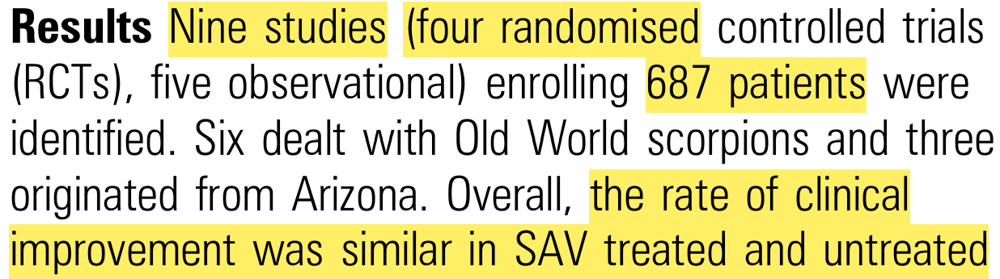 Results Nine studies (four randomised controlled trials
(RCTs), five observational) enrolling 687 patients were
identified. Six dealt with Old World scorpions and three
originated from Arizona. Overall, the rate of clinical
improvement was similar in SAV treated and untreated